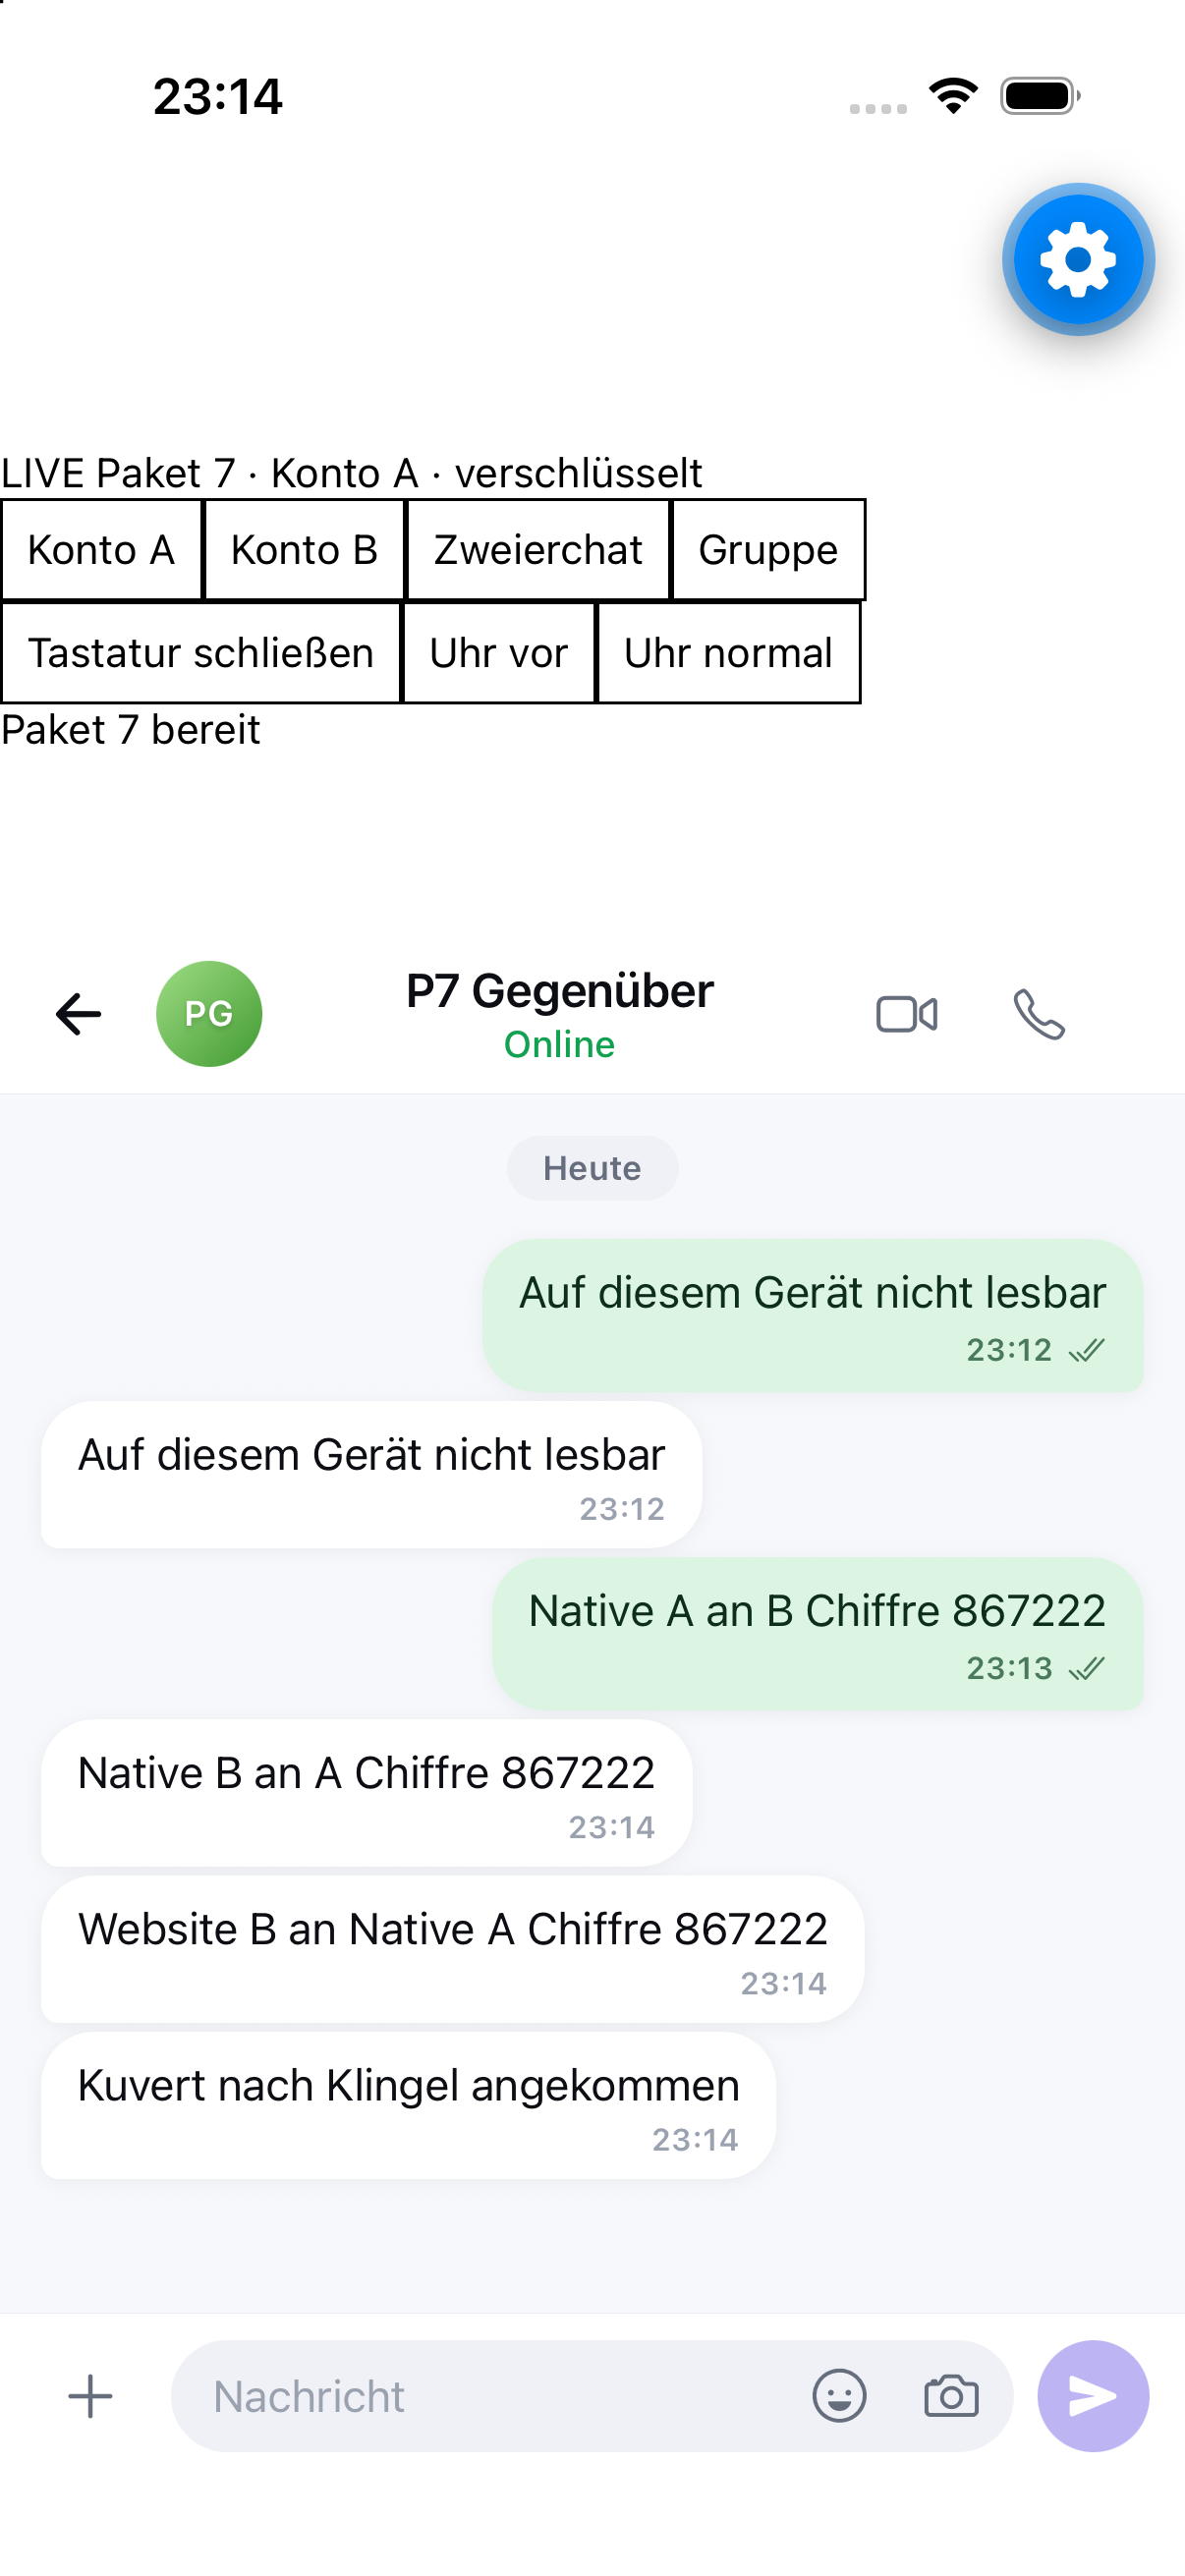 23:14
LIVE Paket 7 · Konto A · verschlüsselt
Konto A Konto B Zweierchat Gruppe
Tastatur schließen Uhr vor Uhr normal
Paket 7 bereit
PG
P7 Gegenüber
Online
Heute
Auf diesem Gerät nicht lesbar
23:12
Auf diesem Gerät nicht lesbar
23:12
Native A an B Chiffre 867222
23:13
Native B an A Chiffre 867222
23:14
Website B an Native A Chiffre 867222
23:14
Kuvert nach Klingel angekommen
23:14
Nachricht